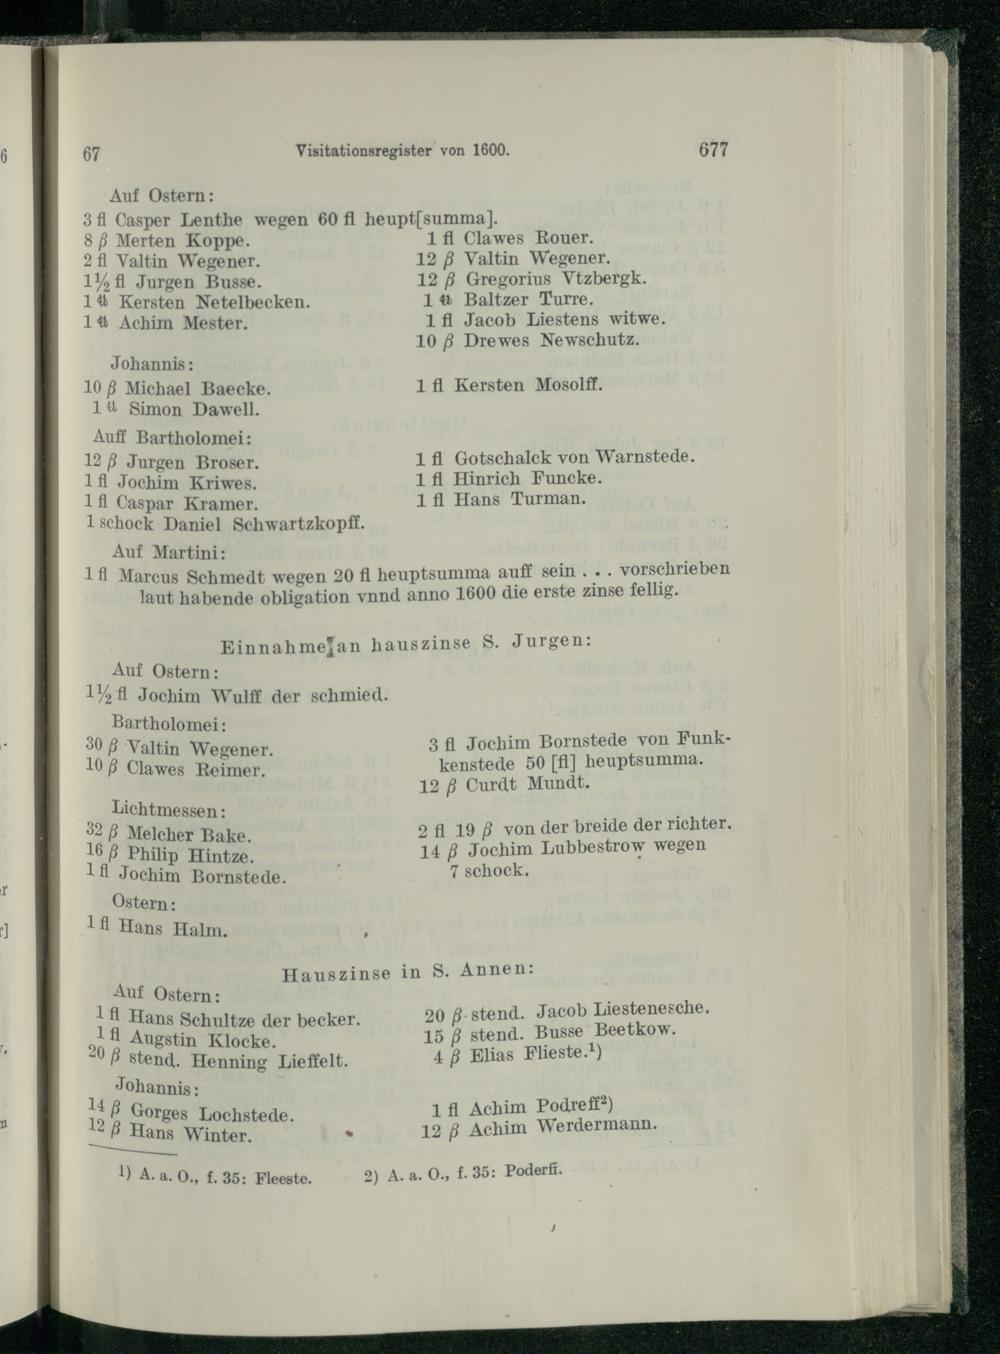 67 Visitationsregister von 1600. 677
Auf Ostern:
3 fl Casper Lenthe wegen 60 fl heupt[summa].
8 β Merten Koppe.
2 fl Valtin Wegener.
1½ fl Jurgen Busse.
1 ℔ Kersten Netelbecken.
1 ℔ Achim Mester.
1 fl Clawes Rouer.
12 β Valtin Wegener.
12 β Gregorius Vtzbergk.
1 ℔ Baltzer Turre.
1 fl Jacob Liestens witwe.
10 β Drewes Newschutz.
Johannis:
10 β Michael Baecke.
1 ℔ Simon Dawell.
1 fl Kersten Mosolff.
Auff Bartholomei:
12 β Jurgen Broser.
1 fl Jochim Kriwes.
1 fl Caspar Kramer.
1 schock Daniel Schwartzkopff.
1 fl Gotschalck von Warnstede.
1 fl Hinrich Funcke.
1 fl Hans Turman.
Auf Martini:
1 fl Marcus Schmedt wegen 20 fl heuptsumma auff sein . . . vorschrieben
laut habende obligation vnnd anno 1600 die erste zinse fellig.
Einnahme an hauszinse S. Jurgen:
Auf Ostern:
1½ fl Jochim Wulff der schmied.
Bartholomei:
30 β Valtin Wegener.
10 β Clawes Reimer.
3 fl Jochim Bornstede von Funk-
kenstede 50 [fl] heuptsumma.
12 β Curdt Mundt.
Lichtmessen:
32 β Melcher Bake.
16 β Philip Hintze.
1 fl Jochim Bornstede.
2 fl 19 β von der breide der richter.
14 β Jochim Lubbestrow wegen
7 schock.
Ostern:
1 fl Hans Halm.
Hauszinse in S. Annen:
Auf Ostern:
1 fl Hans Schultze der becker.
1 fl Augstin Klocke.
20 β stend. Henning Lieffelt.
20 β stend. Jacob Liestenesche.
15 β stend. Busse Beetkow.
4 β Elias Flieste.¹)
Johannis:
14 β Gorges Lochstede.
12 β Hans Winter.
1 fl Achim Podreff²)
12 β Achim Werdermann.
1) A. a. O., f. 35: Fleeste. 2) A. a. O., f. 35: Poderff.